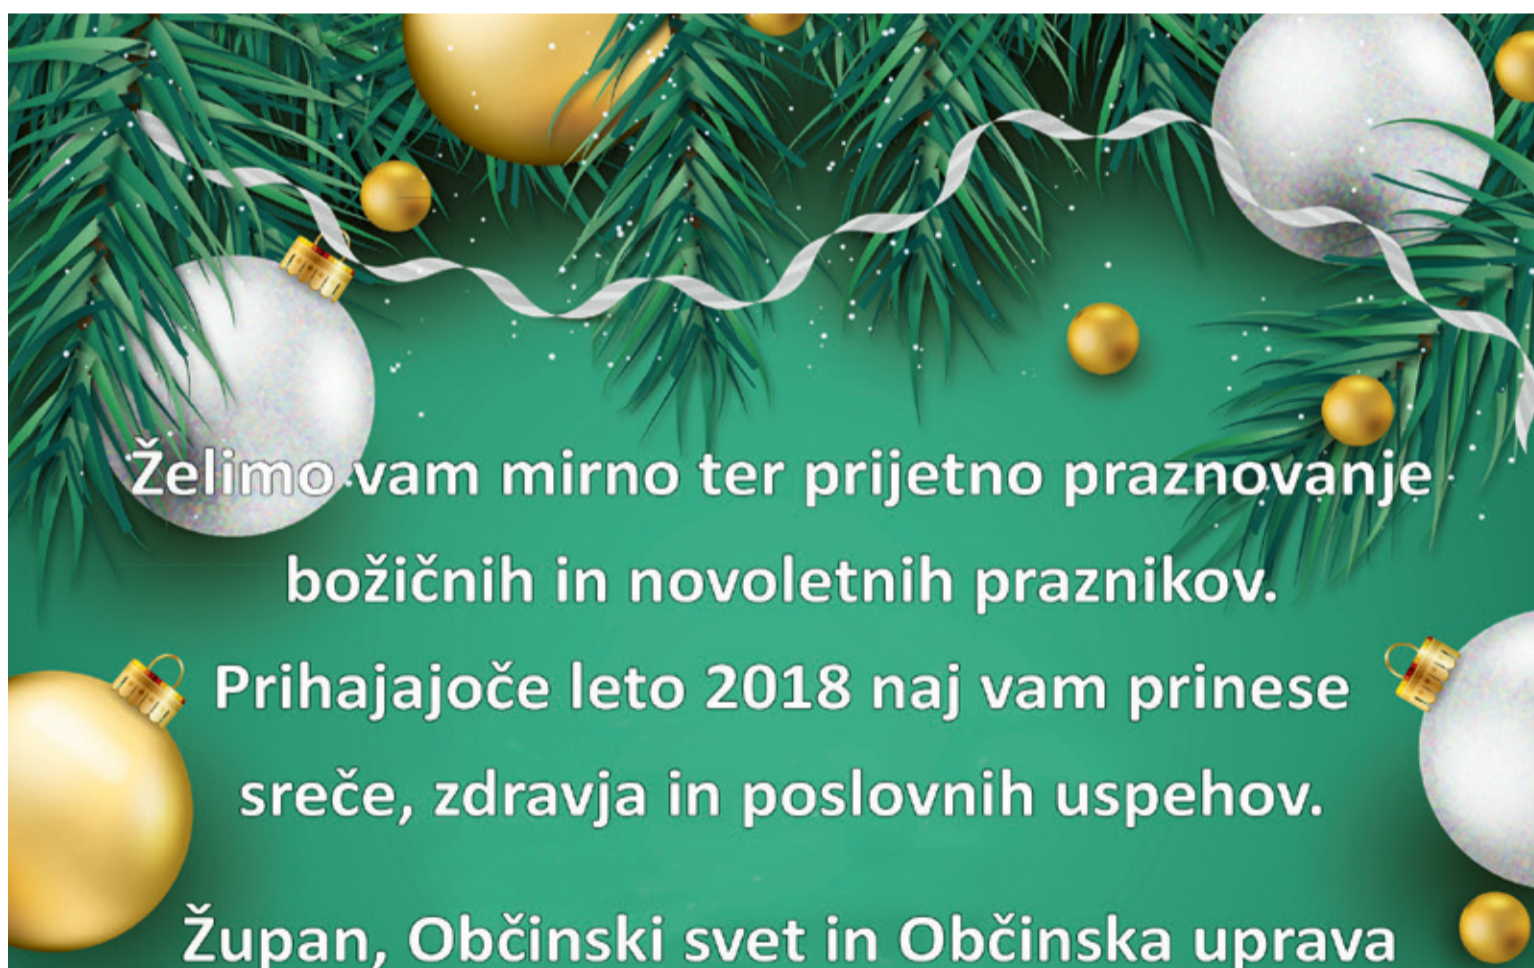 Želimo vam mirno ter prijetno praznovanje
božičnih in novoletnih praznikov.
Prihajajoče leto 2018 naj vam prinese
sreče, zdravja in poslovnih uspehov.
Župan, Občinski svet in Občinska uprava